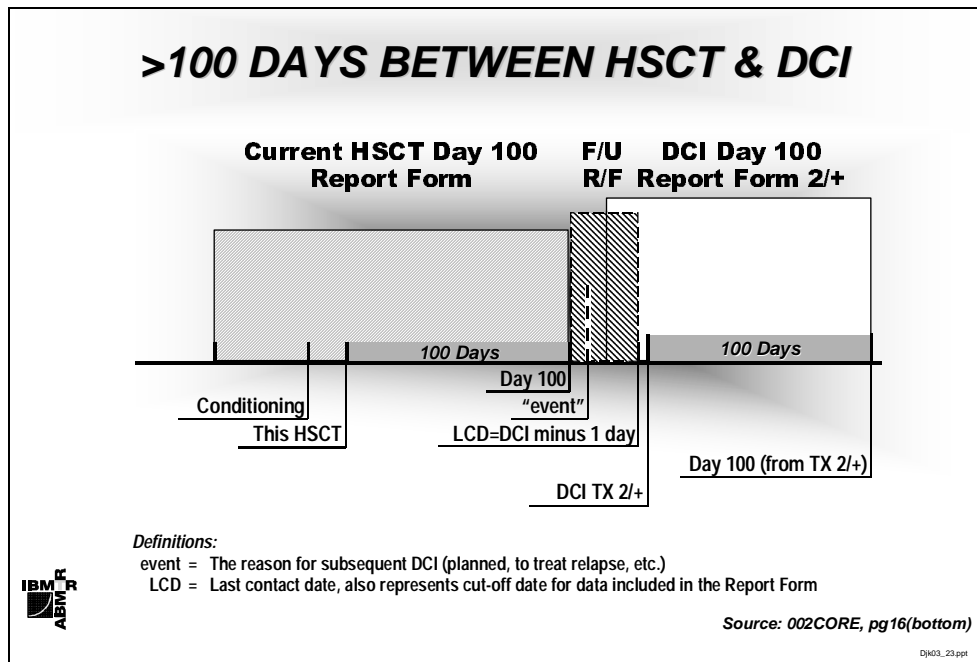 >100 DAYS BETWEEN HSCT & DCI
Current HSCT Day 100
Report Form
F/U
R/F
DCI Day 100
Report Form 2/+
100 Days
100 Days
Day 100
Conditioning
"event"
This HSCT
LCD=DCI minus 1 day
Day 100 (from TX 2/+)
DCI TX 2/+
Definitions:
event = The reason for subsequent DCI (planned, to treat relapse, etc.)
LCD = Last contact date, also represents cut-off date for data included in the Report Form
IBMTR
ABMTR
Source: 002CORE, pg16(bottom)
Djk03_23.ppt